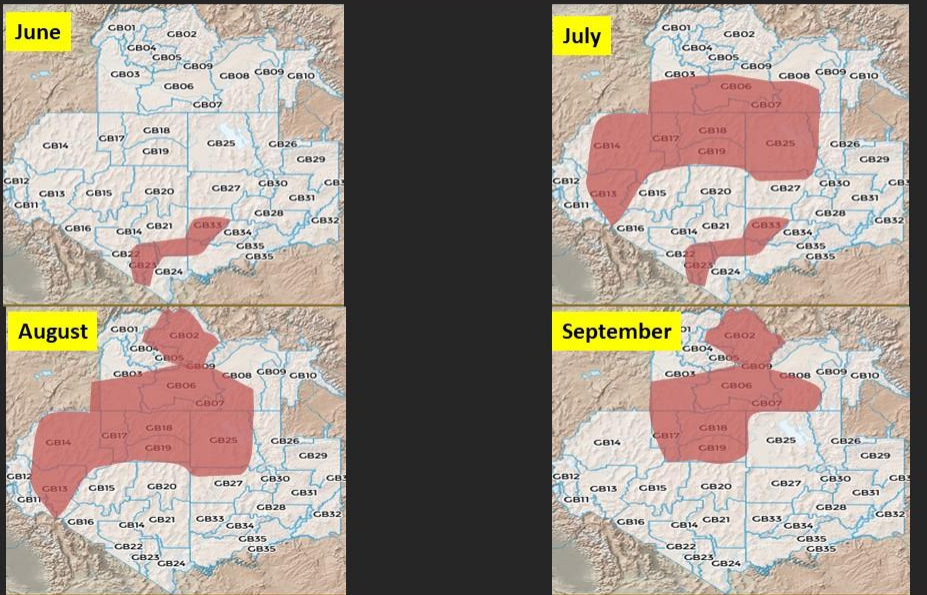 June
GB01
GB02
GB04
GB05
GB09
GB03
GB08
GB09
GB10
GB06
GB07
GB18
GB17
GB14
GB25
GB26
GB19
GB29
GB12
GB13
GB15
GB20
GB27
GB30
GB3
GB31
GB11
GB28
GB32
GB16
GB14
GB21
GB33
GB34
GB22
GB35
GB23
GB24
GB35
July
GB01
GB02
GB04
GB05
GB09
GB03
GB08
GB09
GB10
GB06
GB07
GB18
GB17
GB14
GB25
GB26
GB19
GB29
GB12
GB13
GB15
GB20
GB27
GB30
GB3
GB31
GB11
GB28
GB32
GB16
GB14
GB21
GB33
GB34
GB22
GB35
GB23
GB24
GB35
August
GB01
GB02
GB04
GB05
GB09
GB03
GB08
GB09
GB10
GB06
GB07
GB18
GB17
GB14
GB25
GB26
GB19
GB29
GB12
GB13
GB15
GB20
GB27
GB30
GB3
GB31
GB11
GB28
GB32
GB16
GB14
GB21
GB33
GB34
GB22
GB35
GB23
GB24
GB35
September
01
GB02
GB04
GB05
GB09
GB03
GB08
GB09
GB10
GB06
GB07
GB18
GB17
GB14
GB25
GB26
GB19
GB29
GB12
GB13
GB15
GB20
GB27
GB30
GB3
GB31
GB11
GB28
GB32
GB16
GB14
GB21
GB33
GB34
GB22
GB35
GB23
GB24
GB35